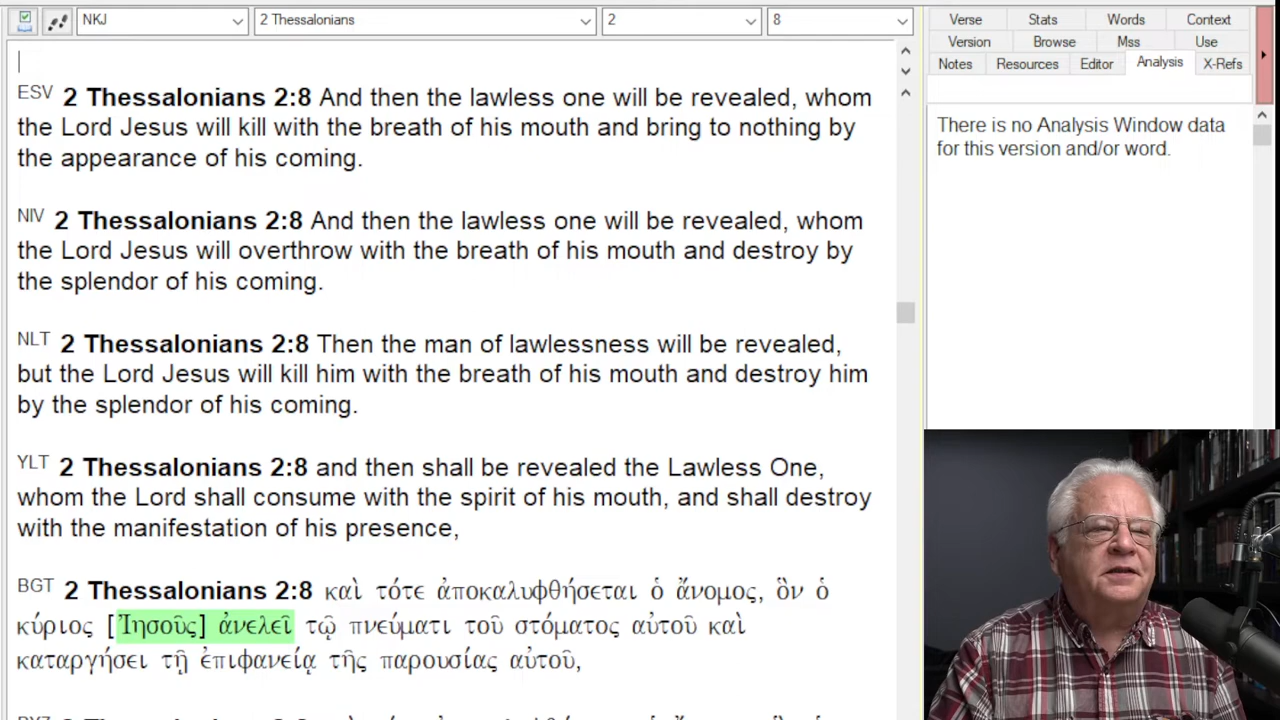 NKJ 2 Thessalonians 2 8
Verse Stats Words Context
Version Browse Mss Use
Notes Resources Editor Analysis X-Refs
There is no Analysis Window data
for this version and/or word.
ESV 2 Thessalonians 2:8 And then the lawless one will be revealed, whom
the Lord Jesus will kill with the breath of his mouth and bring to nothing by
the appearance of his coming.
NIV 2 Thessalonians 2:8 And then the lawless one will be revealed, whom
the Lord Jesus will overthrow with the breath of his mouth and destroy by
the splendor of his coming.
NLT 2 Thessalonians 2:8 Then the man of lawlessness will be revealed,
but the Lord Jesus will kill him with the breath of his mouth and destroy him
by the splendor of his coming.
YLT 2 Thessalonians 2:8 and then shall be revealed the Lawless One,
whom the Lord shall consume with the spirit of his mouth, and shall destroy
with the manifestation of his presence,
BGT 2 Thessalonians 2:8 καὶ τότε ἀποκαλυφθήσεται ὁ ἄνομος, ὃν ὁ
κύριος [Ἰησοῦς] ἀνελεῖ τῷ πνεύματι τοῦ στόματος αὐτοῦ καὶ
καταργήσει τῇ ἐπιφανείᾳ τῆς παρουσίας αὐτοῦ,